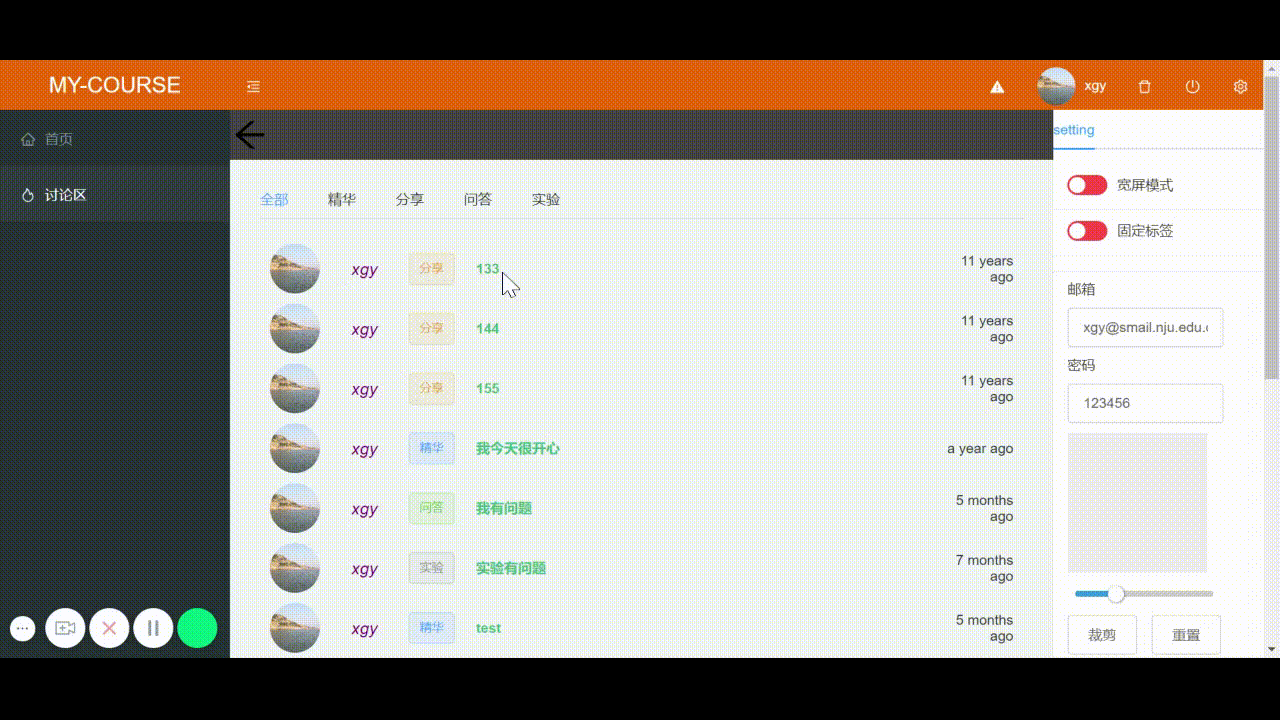 MY-COURSE
xgy
首页
讨论区
全部
精华
分享
问答
实验
xgy
分享
133
11 years
ago
xgy
分享
144
11 years
ago
xgy
分享
155
11 years
ago
xgy
精华
我今天很开心
a year ago
xgy
问答
我有问题
5 months
ago
xgy
实验
实验有问题
7 months
ago
xgy
精华
test
5 months
ago
setting
宽屏模式
固定标签
邮箱
xgy@smail.nju.edu.
密码
123456
裁剪
重置